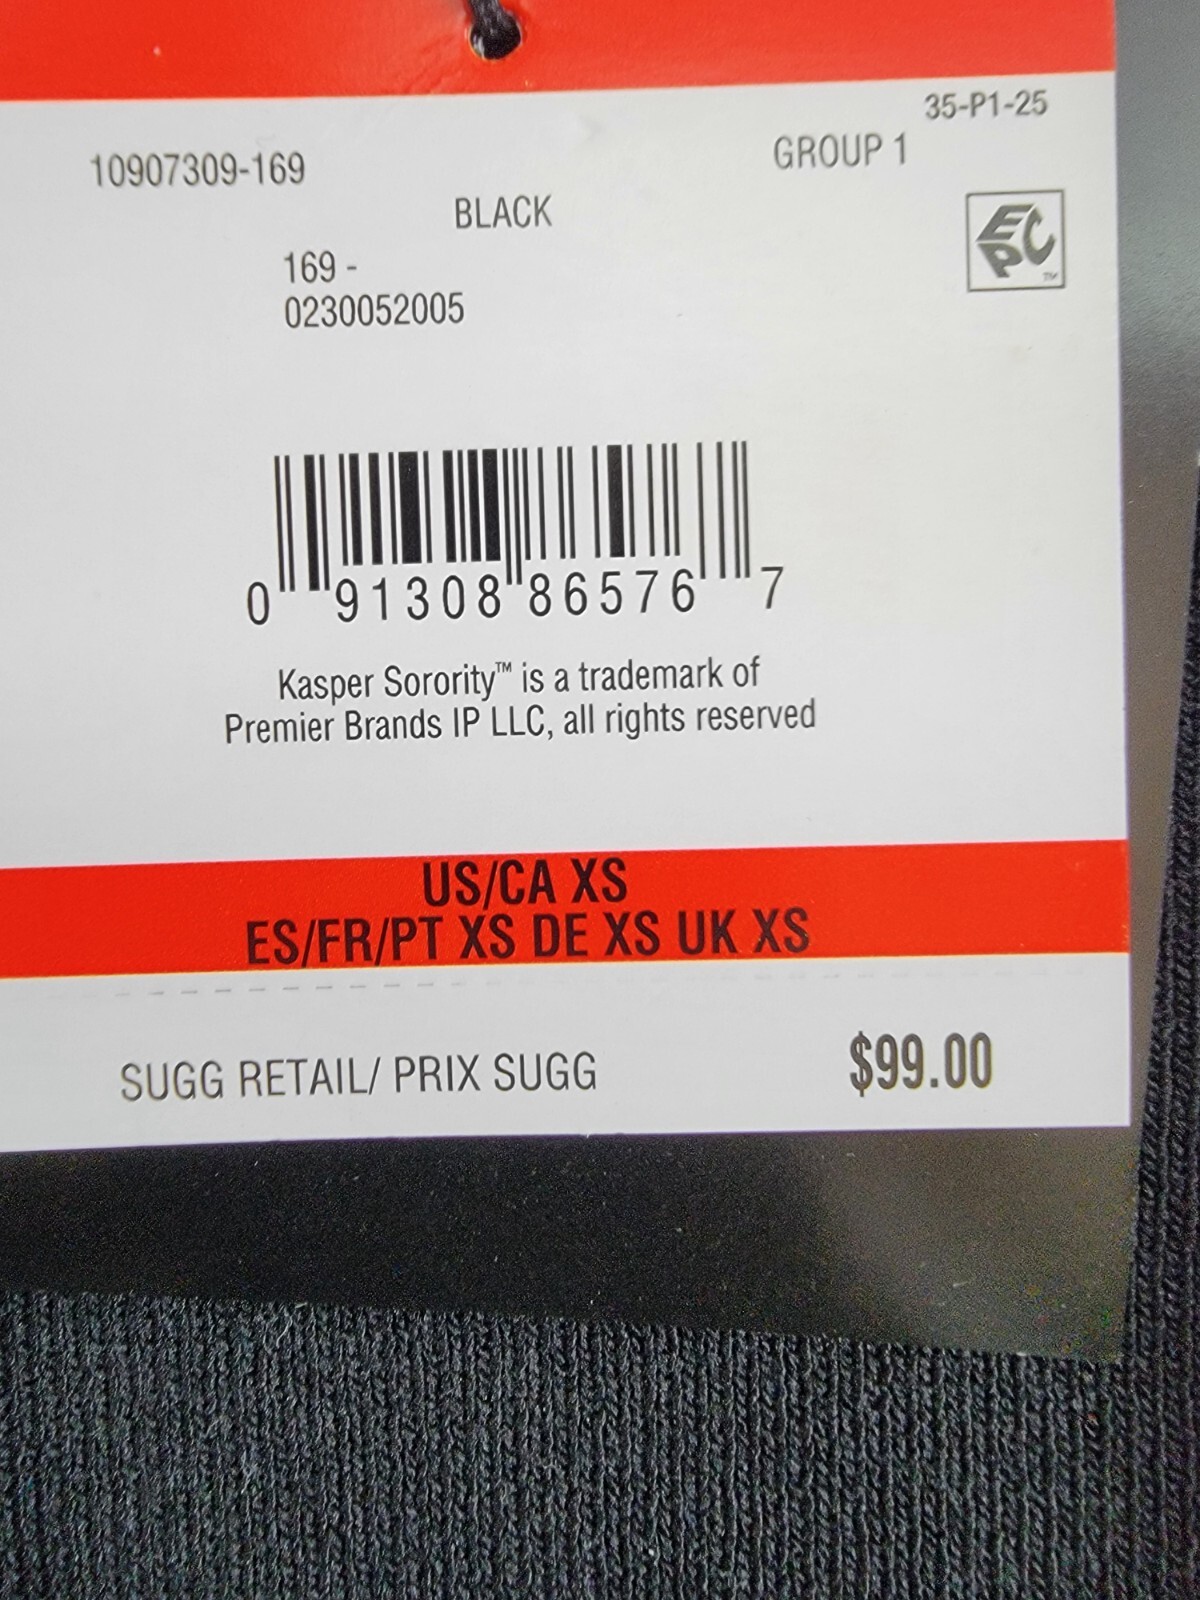 35-P1-25
10907309-169
GROUP 1
BLACK
EPC™
169 -
0230052005
0 91308 86576 7
Kasper Sorority™ is a trademark of
Premier Brands IP LLC, all rights reserved
US/CA XS
ES/FR/PT XS DE XS UK XS
SUGG RETAIL/ PRIX SUGG $99.00